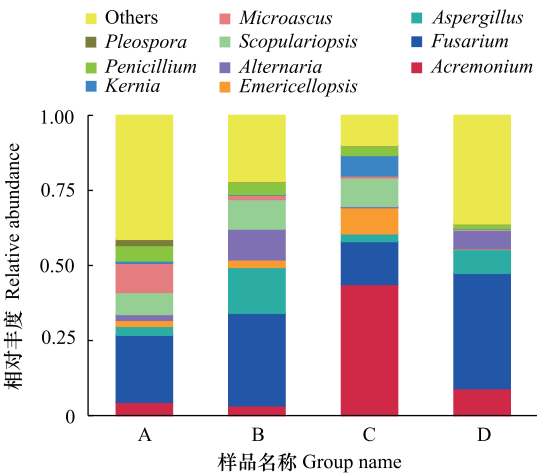 Others Microascus Aspergillus
Pleospora Scopulariopsis Fusarium
Penicillium Alternaria Acremonium
Kernia Emericellopsis
相对丰度 Relative abundance
1.00
0.75
0.50
0.25
0
A B C D
样品名称 Group name